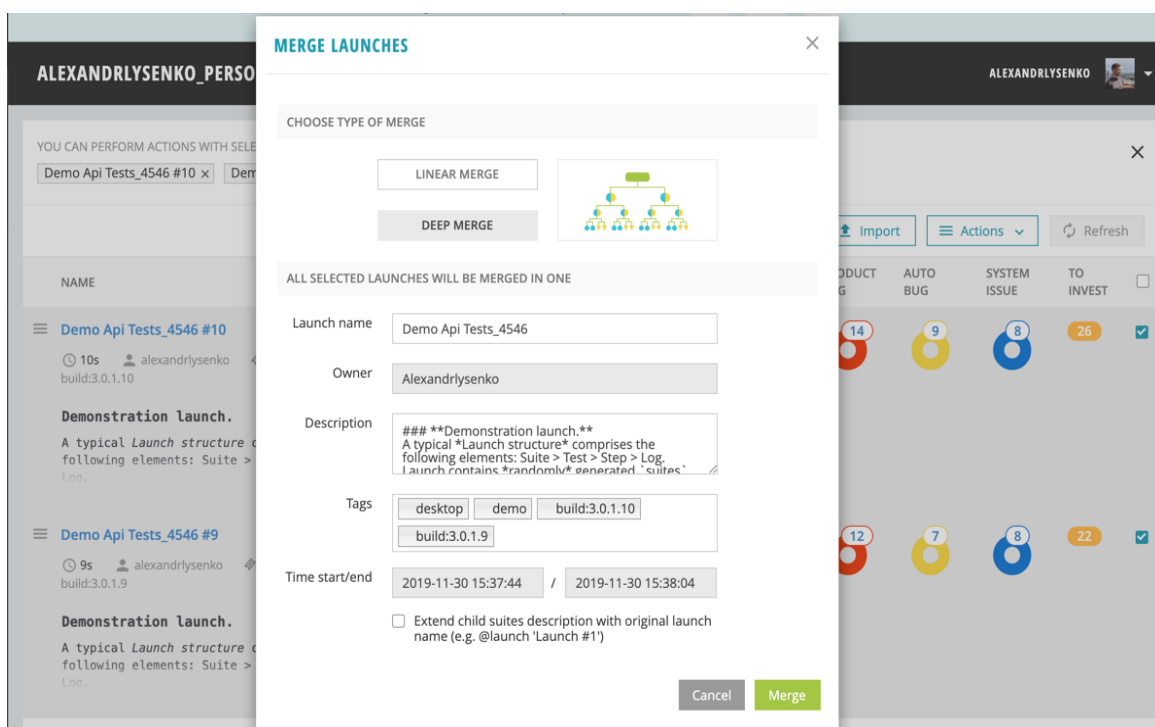 MERGE LAUNCHES
ALEXANDRLYSENKO_PERSO
ALEXANDRLYSENKO
CHOOSE TYPE OF MERGE
YOU CAN PERFORM ACTIONS WITH SELE
Demo Api Tests_4546 #10 × Dem
LINEAR MERGE
DEEP MERGE
Import
Actions
Refresh
ALL SELECTED LAUNCHES WILL BE MERGED IN ONE
NAME
AUTO BUG
SYSTEM ISSUE
TO INVEST
Launch name
Demo Api Tests_4546
Owner
Alexandrlysenko
Description
### **Demonstration launch.**
A typical *Launch structure* comprises the
following elements: Suite > Test > Step > Log.
Launch contains *randomly* generated `suites`
Tags
desktop demo build:3.0.1.10
build:3.0.1.9
Time start/end
2019-11-30 15:37:44 / 2019-11-30 15:38:04
Extend child suites description with original launch
name (e.g. @launch 'Launch #1')
Cancel
Merge
Demo Api Tests_4546 #10
10s alexandrlysenko
build:3.0.1.10
Demonstration launch.
A typical Launch structure c
following elements: Suite >
Log.
14 9 8 26
Demo Api Tests_4546 #9
9s alexandrlysenko
build:3.0.1.9
Demonstration launch.
A typical Launch structure c
following elements: Suite >
Log.
12 7 8 22